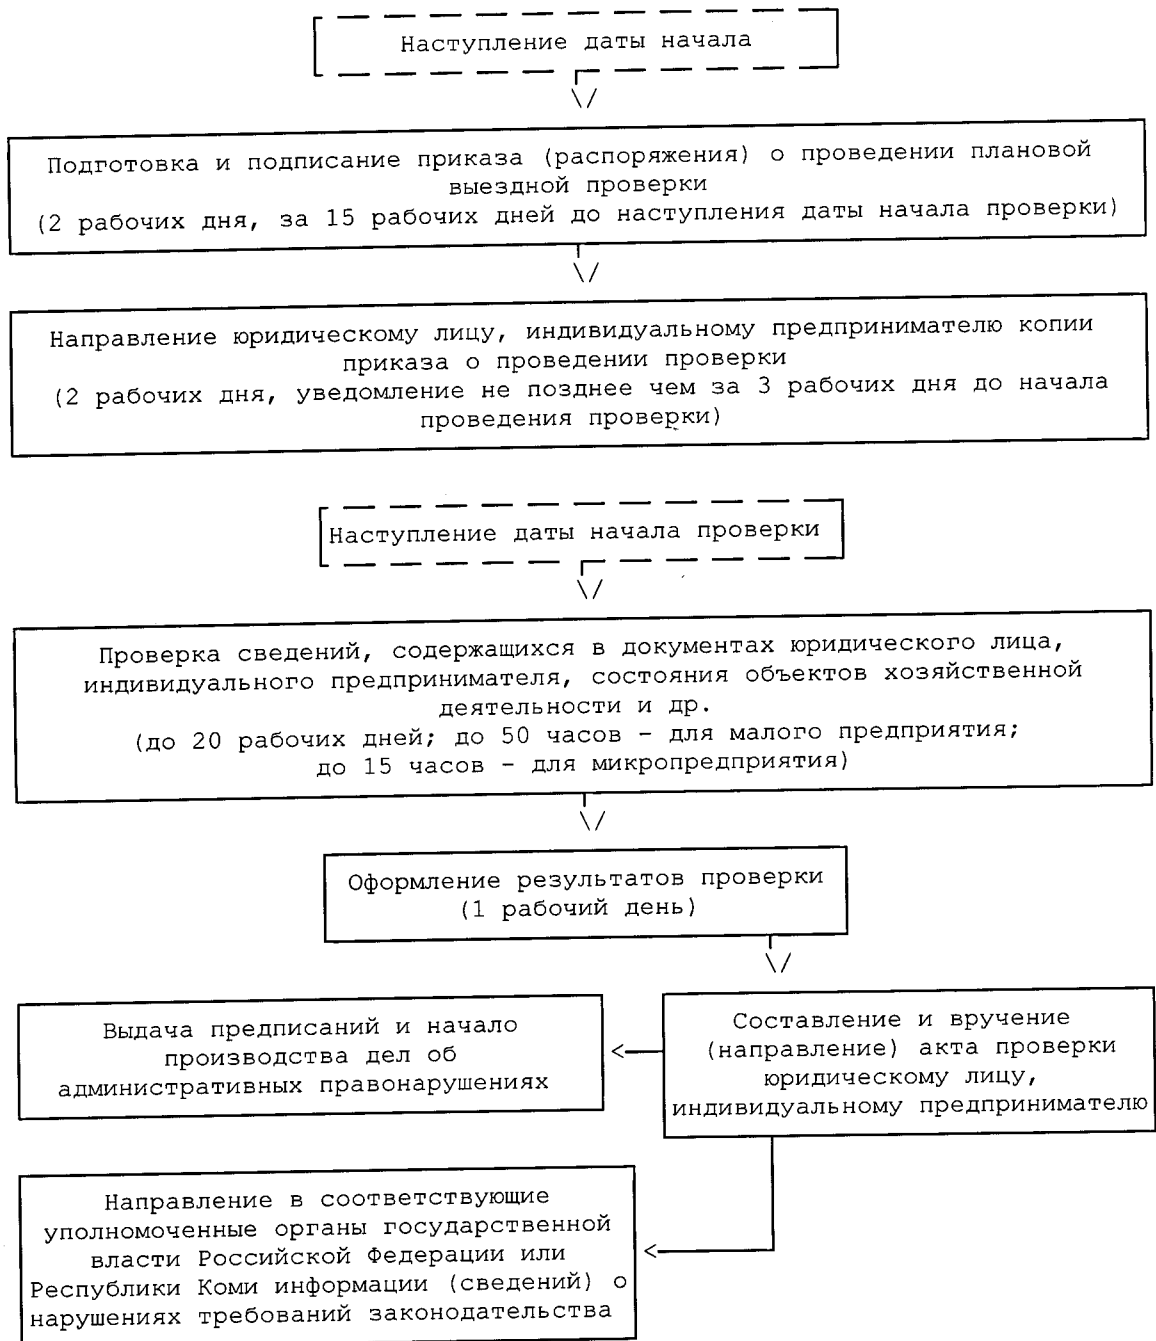 Наступление даты начала
Подготовка и подписание приказа (распоряжения) о проведении плановой
выездной проверки
(2 рабочих дня, за 15 рабочих дней до наступления даты начала проверки)
Направление юридическому лицу, индивидуальному предпринимателю копии
приказа о проведении проверки
(2 рабочих дня, уведомление не позднее чем за 3 рабочих дня до начала
проведения проверки)
Наступление даты начала проверки
Проверка сведений, содержащихся в документах юридического лица,
индивидуального предпринимателя, состояния объектов хозяйственной
деятельности и др.
(до 20 рабочих дней; до 50 часов - для малого предприятия;
до 15 часов - для микропредприятия)
Оформление результатов проверки
(1 рабочий день)
Выдача предписаний и начало
производства дел об
административных правонарушениях
Составление и вручение
(направление) акта проверки
юридическому лицу,
индивидуальному предпринимателю
Направление в соответствующие
уполномоченные органы государственной
власти Российской Федерации или
Республики Коми информации (сведений) о
нарушениях требований законодательства